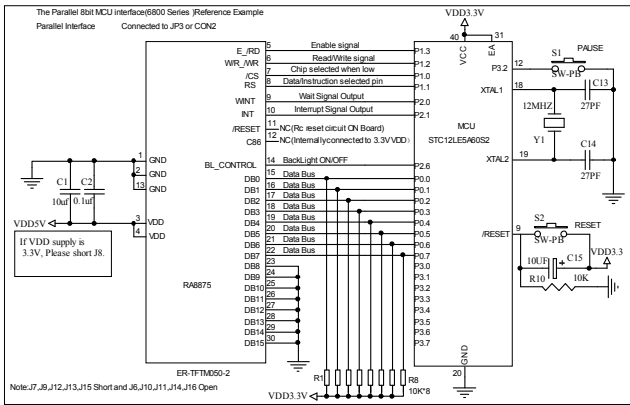 The Parallel 8bit MCU interface(6800 Series )Reference Example
Parallel Interface Connected to JP3 or CON2
VDD3.3V
40 31
VCC EA
E_/RD 5 Enable signal P1.3
W/R_/WR 6 Read/Write signal P1.2
/CS 7 Chip selected when low P1.0
RS 8 Data/Instruction selected pin P1.1
WINT 9 Wait Signal Output P2.0
INT 10 Interrupt Signal Output P2.1
/RESET 11 NC(Rc reset circuit ON Board)
C86 12 NC(Internallyconnected to 3.3V VDD)
BL_CONTROL 14 BackLight ON/OFF P2.6
DB0 15 Data Bus P0.0
DB1 16 Data Bus P0.1
DB2 17 Data Bus P0.2
DB3 18 Data Bus P0.3
DB4 19 Data Bus P0.4
DB5 20 Data Bus P0.5
DB6 21 Data Bus P0.6
DB7 22 Data Bus P0.7
DB8 23 P3.0
DB9 24 P3.1
DB10 25 P3.2
DB11 26 P3.3
DB12 27 P3.4
DB13 28 P3.5
DB14 29 P3.6
DB15 30 P3.7
1 GND
2 GND
13 GND
C1 C2
10uf 0.1uf
VDD5V
3 VDD
4 VDD
If VDD supply is
3.3V, Please short J8.
RA8875
ER-TFTM050-2
MCU
STC12LE5A60S2
P3.2 12
S1 PAUSE
SW-PB
XTAL1 18
C13
27PF
12MHZ
Y1
XTAL2 19
C14
27PF
/RESET 9
S2 RESET
SW-PB
VDD3.3
10UF + C15
R10 10K
GND
20
R1 R8
10K*8
VDD3.3V
Note:J7,J9,J12,J13,J15 Short and J6,J10,J11,J14,J16 Open